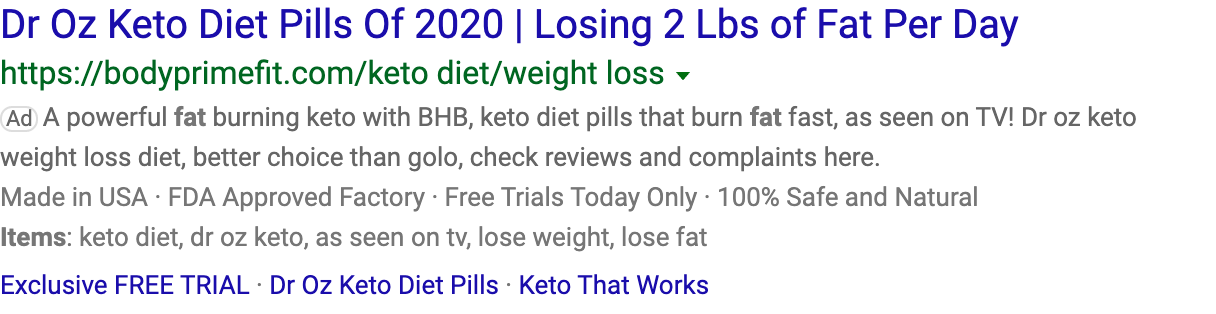 Dr Oz Keto Diet Pills Of 2020 | Losing 2 Lbs of Fat Per Day
https://bodyprimefit.com/keto diet/weight loss
Ad A powerful fat burning keto with BHB, keto diet pills that burn fat fast, as seen on TV! Dr oz keto
weight loss diet, better choice than golo, check reviews and complaints here.
Made in USA · FDA Approved Factory · Free Trials Today Only · 100% Safe and Natural
Items: keto diet, dr oz keto, as seen on tv, lose weight, lose fat
Exclusive FREE TRIAL · Dr Oz Keto Diet Pills · Keto That Works